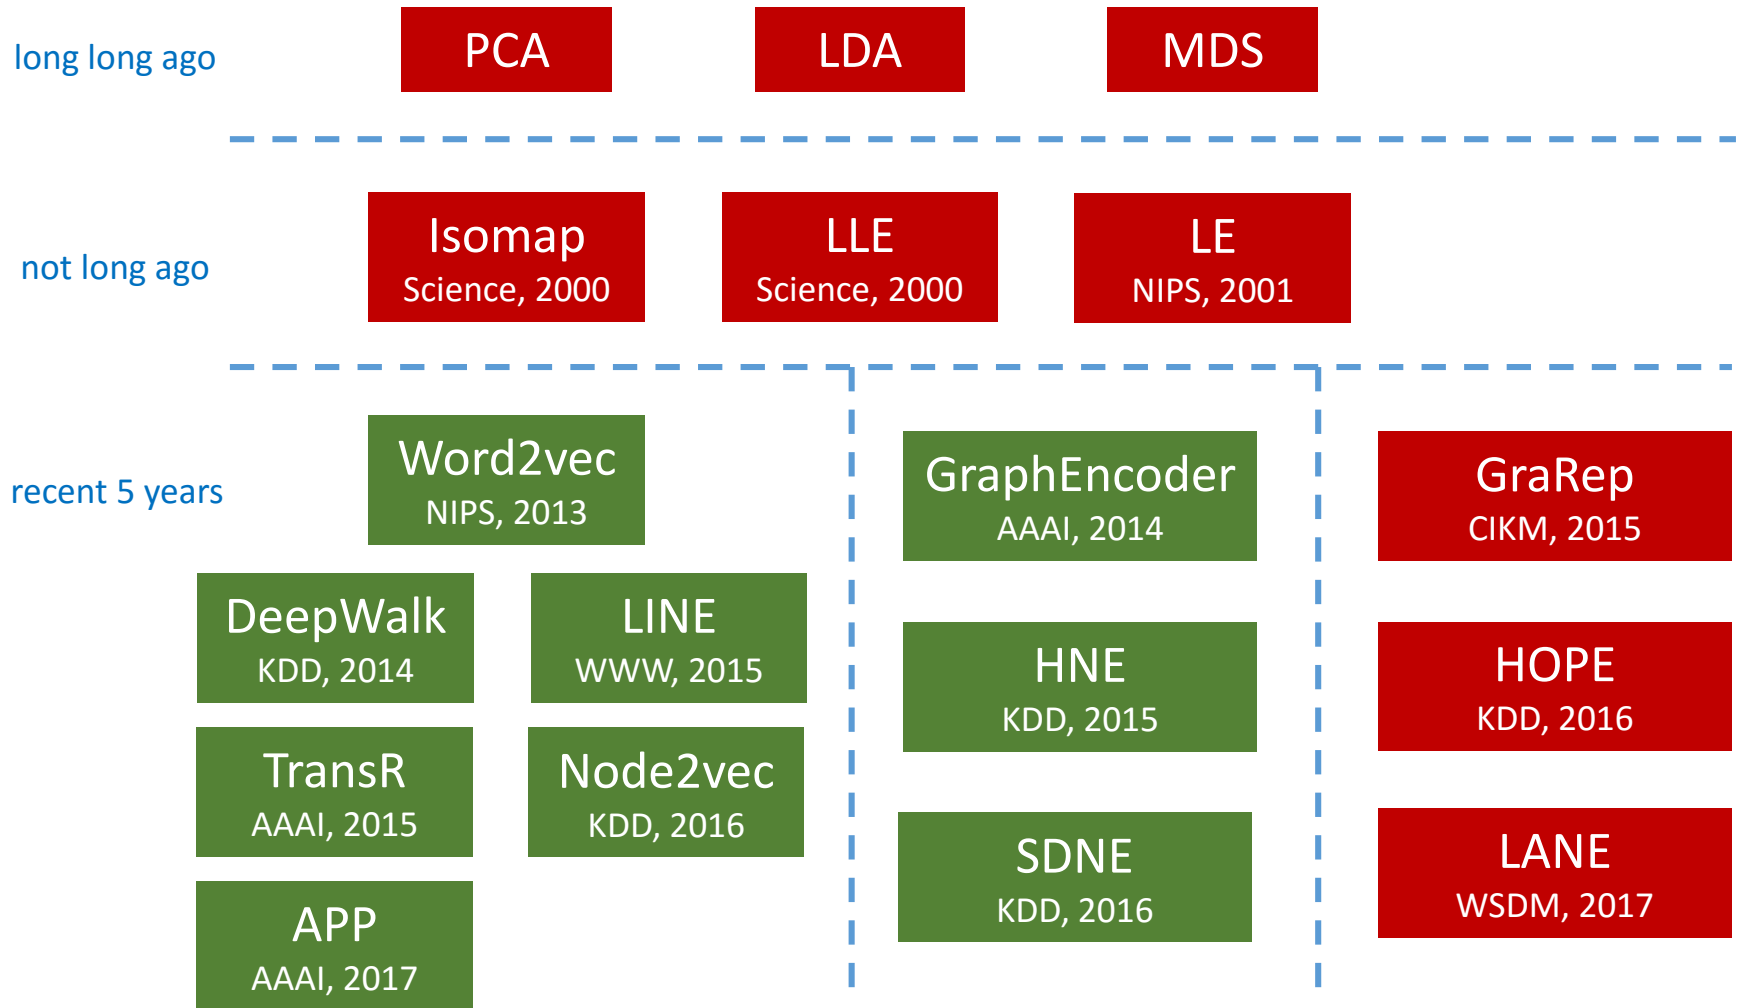 long long ago
PCA
LDA
MDS
not long ago
Isomap
Science, 2000
LLE
Science, 2000
LE
NIPS, 2001
recent 5 years
Word2vec
NIPS, 2013
DeepWalk
KDD, 2014
LINE
WWW, 2015
TransR
AAAI, 2015
Node2vec
KDD, 2016
APP
AAAI, 2017
GraphEncoder
AAAI, 2014
HNE
KDD, 2015
SDNE
KDD, 2016
GraRep
CIKM, 2015
HOPE
KDD, 2016
LANE
WSDM, 2017